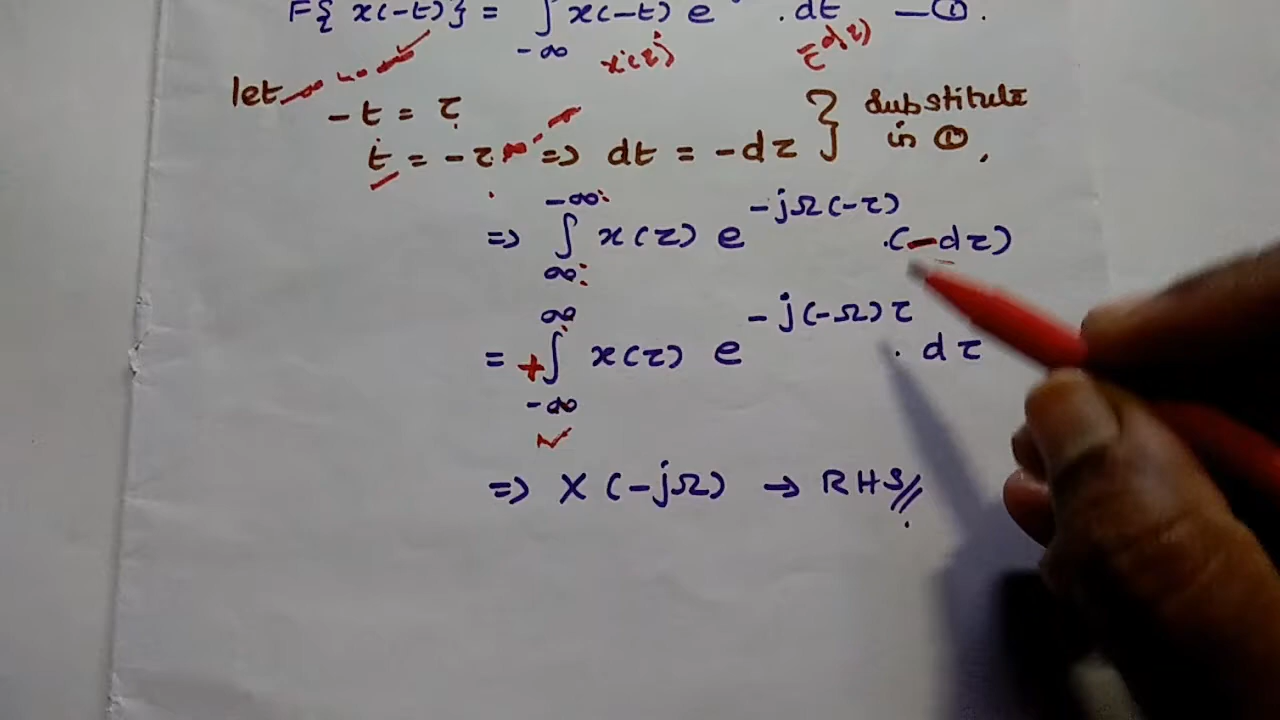 F{x(-t)} = ∫ x(-t) e . dt — ①.
-∞ x(τ) (dτ)
let
-t = τ } Substitute
t = -τ => dt = -dτ in ①,
=> ∫_{∞}^{-∞} x(τ) e^{-jΩ(-τ)} .(-dτ)
= +∫_{-∞}^{∞} x(τ) e^{-j(-Ω)τ} . dτ
=> X(-jΩ) → RHS//.